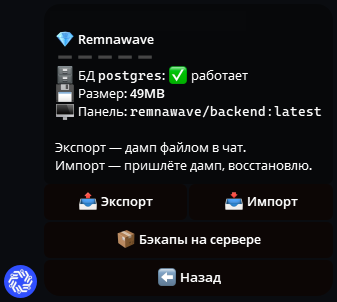 💎 Remnawave
— — — — — —
🗄 БД postgres: ✅ работает
💾 Размер: 49MB
🖥 Панель: remnawave/backend:latest
Экспорт — дамп файлом в чат.
Импорт — пришлёте дамп, восстановлю.
📤 Экспорт
📥 Импорт
📦 Бэкапы на сервере
⬅️ Назад